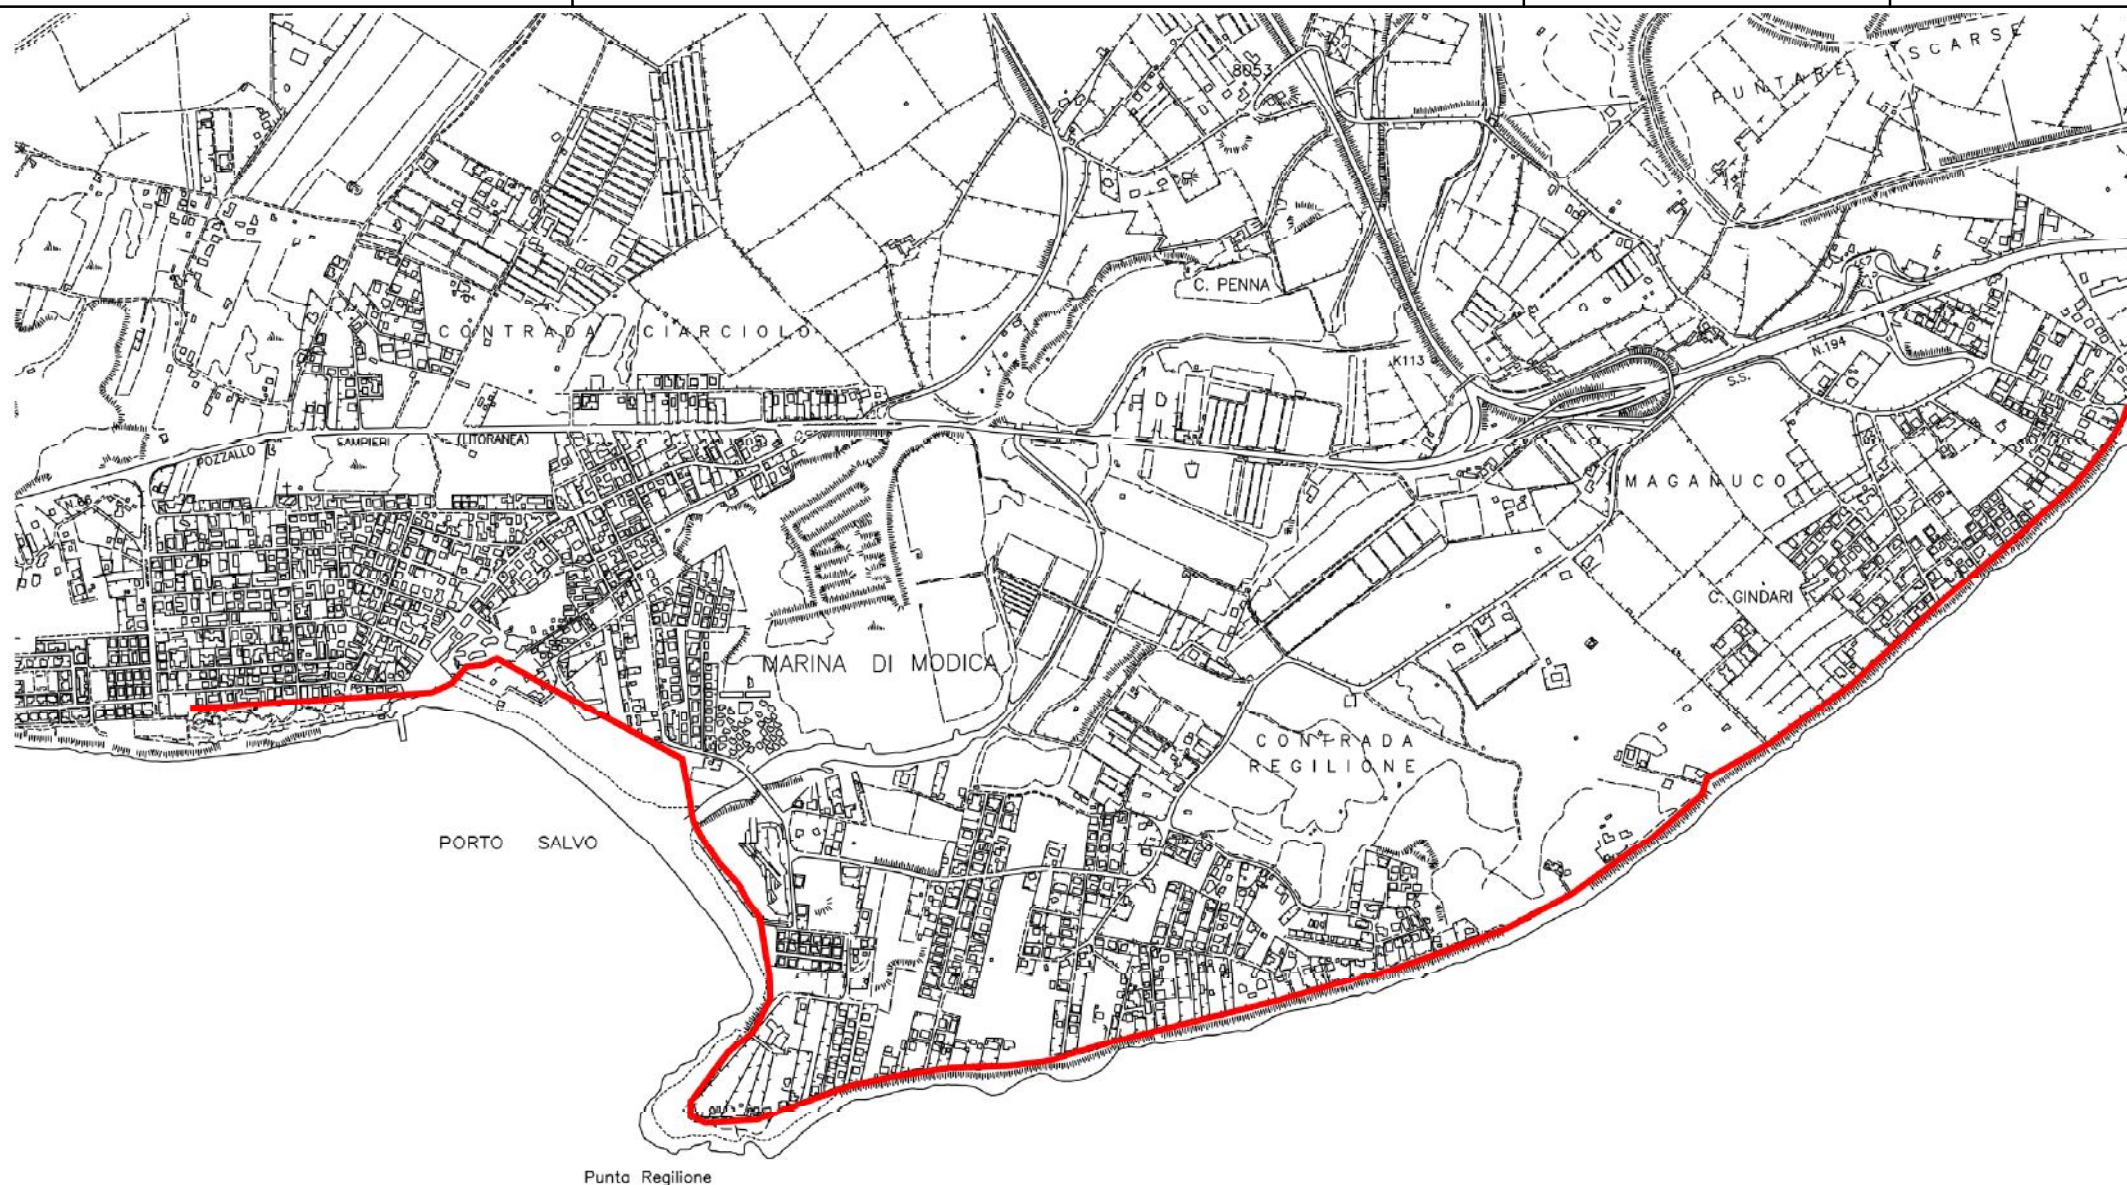 SCARSE
PUNTARE
8053
C. PENNA
CONTRADA CIARCIOLO
N.194
K113
S.S.
POZZALLO SAMPIERI (LITORANEA)
MAGANUCO
C. GINDARI
MARINA DI MODICA
CONTRADA
REGILIONE
PORTO SALVO
Punta Regilione